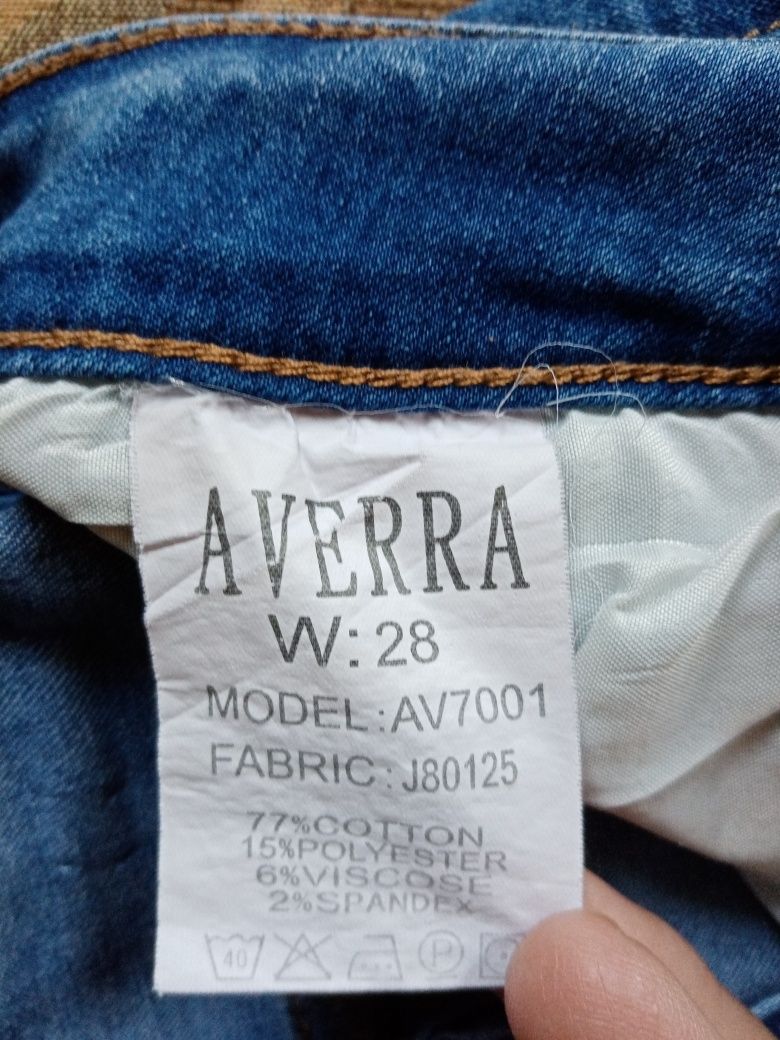 AVERRA
W: 28
MODEL: AV7001
FABRIC: J80125
77%COTTON
15%POLYESTER
6%VISCOSE
2%SPANDEX
40 P